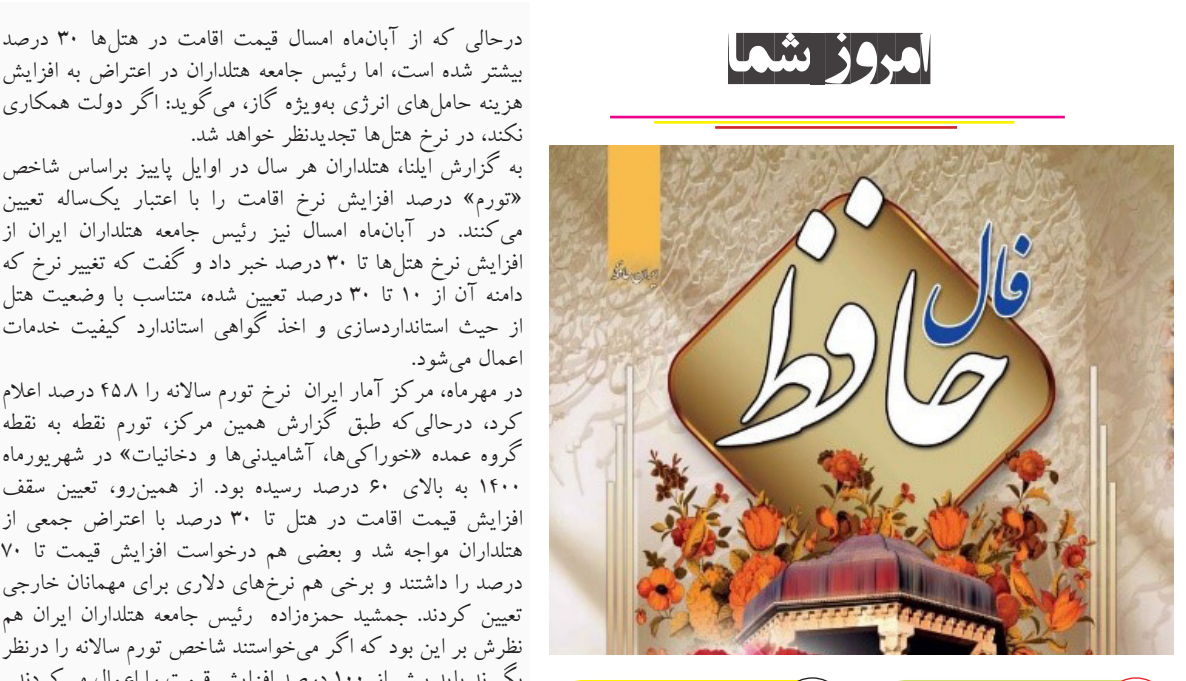 امروز شما
فال
حافظ
درحالی که از آبان‌ماه امسال قیمت اقامت در هتل‌ها ۳۰ درصد
بیشتر شده است، اما رئیس جامعه هتلداران در اعتراض به افزایش
هزینه حامل‌های انرژی به‌ویژه گاز، می‌گوید: اگر دولت همکاری
نکند، در نرخ هتل‌ها تجدیدنظر خواهد شد.
به گزارش ایلنا، هتلداران هر سال در اوایل پاییز براساس شاخص
«تورم» درصد افزایش نرخ اقامت را با اعتبار یک‌ساله تعیین
می‌کنند. در آبان‌ماه امسال نیز رئیس جامعه هتلداران ایران از
افزایش نرخ هتل‌ها تا ۳۰ درصد خبر داد و گفت که تغییر نرخ که
دامنه آن از ۱۰ تا ۳۰ درصد تعیین شده، متناسب با وضعیت هتل
از حیث استانداردسازی و اخذ گواهی استاندارد کیفیت خدمات
اعمال می‌شود.
در مهرماه، مرکز آمار ایران نرخ تورم سالانه را ۴۵.۸ درصد اعلام
کرد، درحالی‌که طبق گزارش همین مرکز، تورم نقطه به نقطه
گروه عمده «خوراکی‌ها، آشامیدنی‌ها و دخانیات» در شهریورماه
۱۴۰۰ به بالای ۶۰ درصد رسیده بود. از همین‌رو، تعیین سقف
افزایش قیمت اقامت در هتل تا ۳۰ درصد با اعتراض جمعی از
هتلداران مواجه شد و بعضی هم درخواست افزایش قیمت تا ۷۰
درصد را داشتند و برخی هم نرخ‌های دلاری برای مهمانان خارجی
تعیین کردند. جمشید حمزه‌زاده رئیس جامعه هتلداران ایران هم
نظرش بر این بود که اگر می‌خواستند شاخص تورم سالانه را درنظر